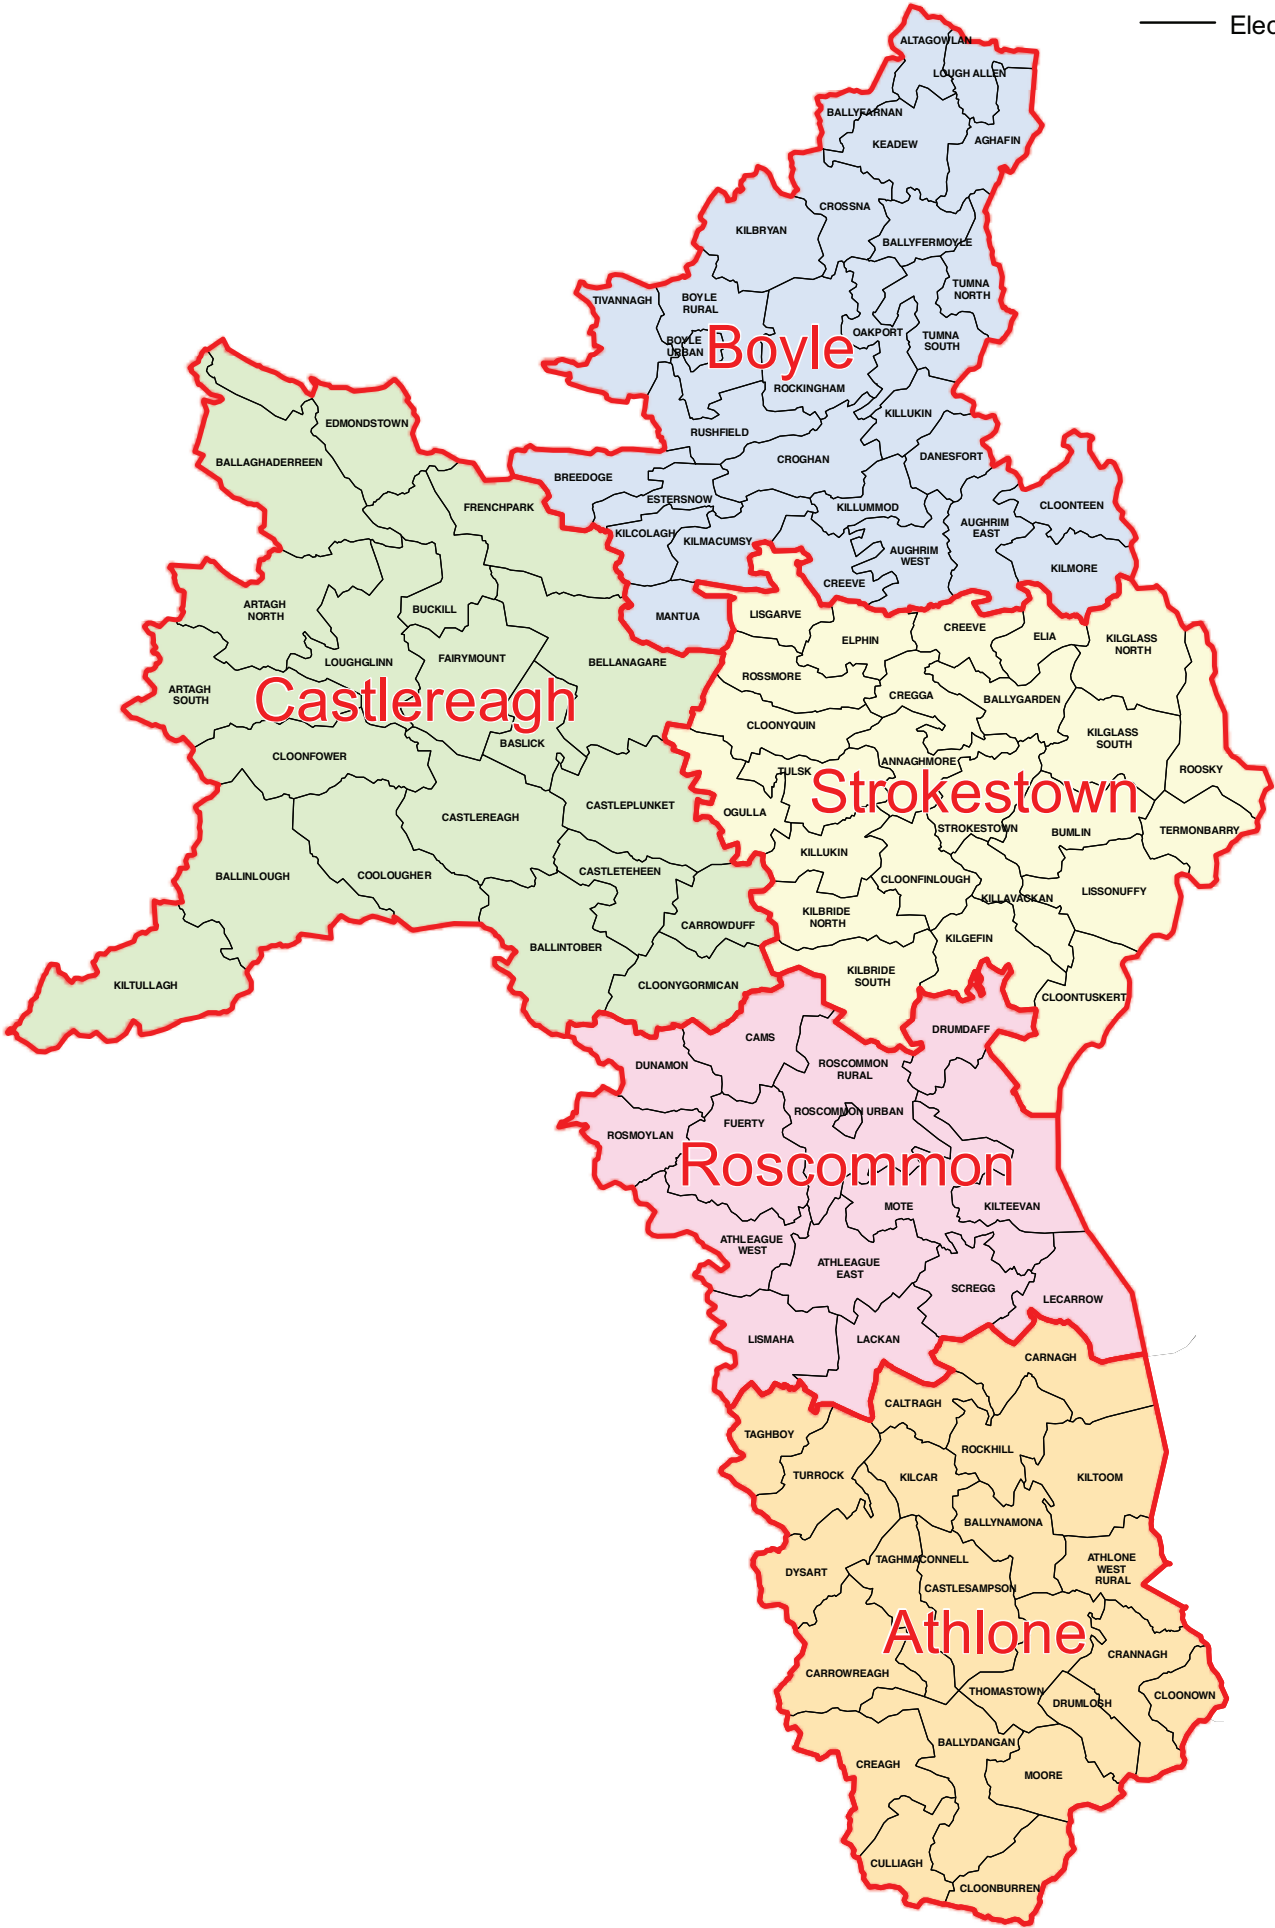 Elec
ALTAGOWLAN
LOUGH ALLEN
BALLYFARNAN
KEADEW
AGHAFIN
CROSSNA
KILBRYAN
BALLYFERMOYLE
TUMNA
NORTH
TIVANNAGH
BOYLE
RURAL
OAKPORT
TUMNA
SOUTH
BOYLE
URBAN
Boyle
ROCKINGHAM
KILLUKIN
RUSHFIELD
DANESFORT
CROGHAN
BREEDOGE
ESTERSNOW
KILLUMMOD
CLOONTEEN
AUGHRIM
EAST
KILCOLAGH
KILMACUMSY
AUGHRIM
WEST
KILMORE
CREEVE
MANTUA
EDMONDSTOWN
BALLAGHADERREEN
FRENCHPARK
ARTAGH
NORTH
BUCKILL
LOUGHGLINN
FAIRYMOUNT
BELLANAGARE
ARTAGH
SOUTH
Castlereagh
BASLICK
CLOONFOWER
CASTLEREAGH
CASTLEPLUNKET
BALLINLOUGH
COOLOUGHER
CASTLETEHEEN
CARROWDUFF
BALLINTOBER
KILTULLAGH
CLOONYGORMICAN
LISGARVE
ELPHIN
CREEVE
ELIA
KILGLASS
NORTH
ROSSMORE
CREGGA
BALLYGARDEN
CLOONYQUIN
KILGLASS
SOUTH
TULSK
ANNAGHMORE
ROOSKY
Strokestown
OGULLA
STROKESTOWN
BUMLIN
TERMONBARRY
KILLUKIN
CLOONFINLOUGH
KILLAVACKAN
LISSONUFFY
KILBRIDE
NORTH
KILGEFIN
KILBRIDE
SOUTH
CLOONTUSKERT
DRUMDAFF
CAMS
DUNAMON
ROSCOMMON
RURAL
ROSCOMMON URBAN
FUERTY
ROSMOYLAN
Roscommon
MOTE
KILTEEVAN
ATHLEAGUE
WEST
ATHLEAGUE
EAST
SCREGG
LECARROW
LISMAHA
LACKAN
CARNAGH
CALTRAGH
TAGHBOY
ROCKHILL
TURROCK
KILCAR
KILTOOM
BALLYNAMONA
TAGHMACONNELL
ATHLONE
WEST
RURAL
DYSART
CASTLESAMPSON
Athlone
CRANNAGH
CARROWREAGH
THOMASTOWN
DRUMLOSH
CLOONOWN
BALLYDANGAN
CREAGH
MOORE
CULLIAGH
CLOONBURREN